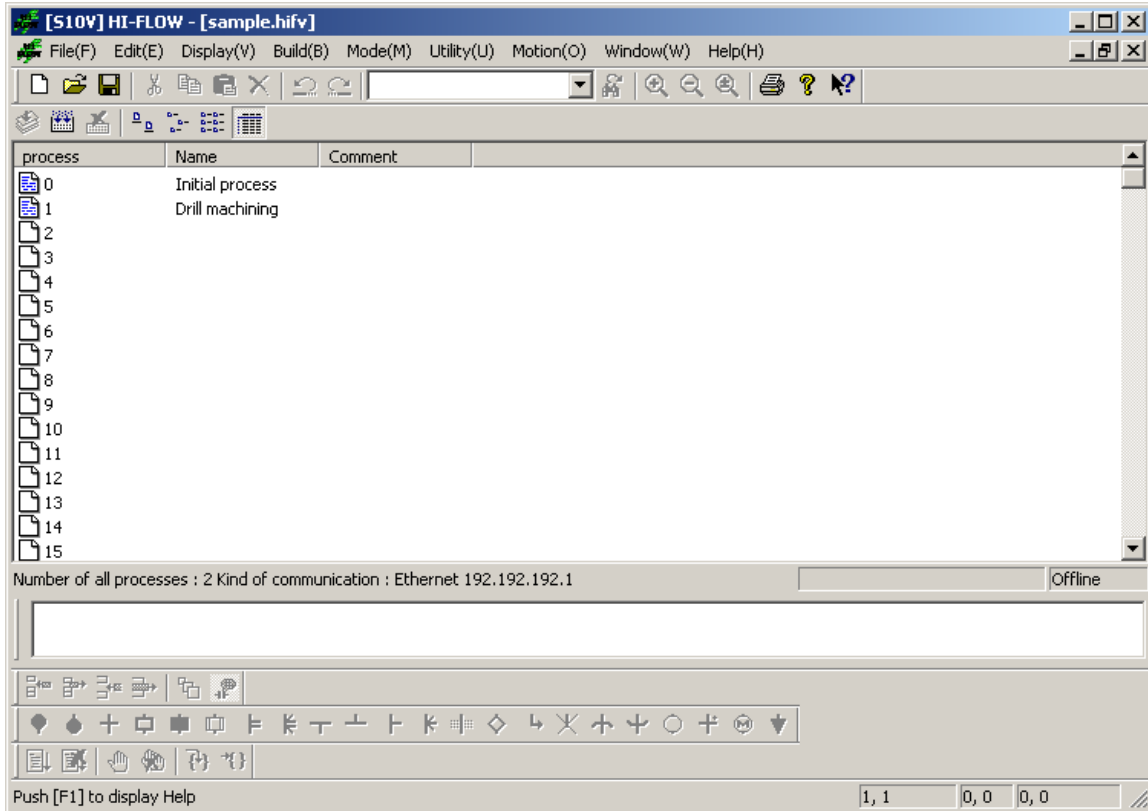 [S10V] HI-FLOW - [sample.hifv]
File(F) Edit(E) Display(V) Build(B) Mode(M) Utility(U) Motion(O) Window(W) Help(H)
process Name Comment
0 Initial process
1 Drill machining
2
3
4
5
6
7
8
9
10
11
12
13
14
15
Number of all processes : 2 Kind of communication : Ethernet 192.192.192.1 Offline
Push [F1] to display Help 1, 1 0, 0 0, 0